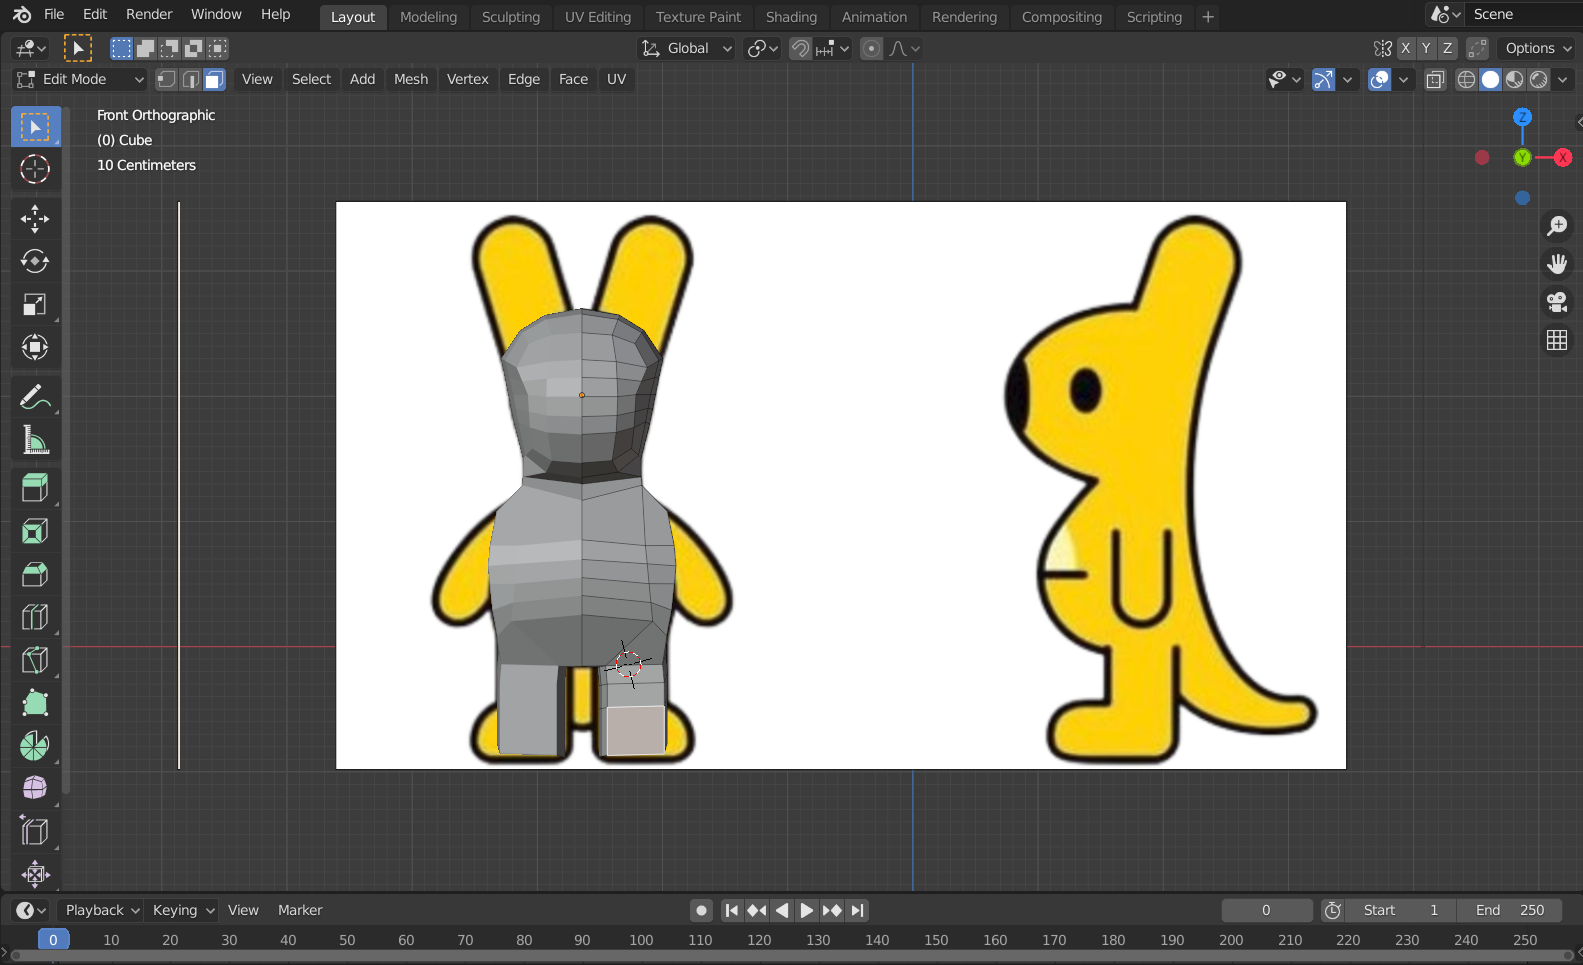 File Edit Render Window Help Layout Modeling Sculpting UV Editing Texture Paint Shading Animation Rendering Compositing Scripting + Scene
Global X Y Z Options
Edit Mode View Select Add Mesh Vertex Edge Face UV
Front Orthographic
(0) Cube
10 Centimeters
Z
Y X
Playback Keying View Marker 0 Start 1 End 250
0 10 20 30 40 50 60 70 80 90 100 110 120 130 140 150 160 170 180 190 200 210 220 230 240 250